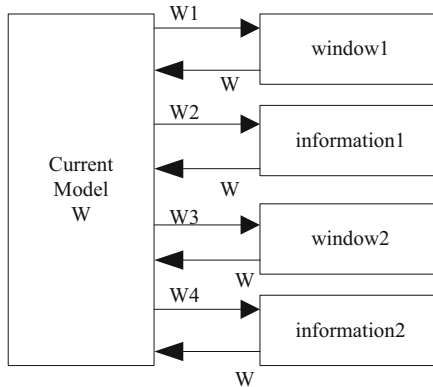 W1
window1
W
W2
information1
Current
Model
W
W
W3
window2
W
W4
information2
W